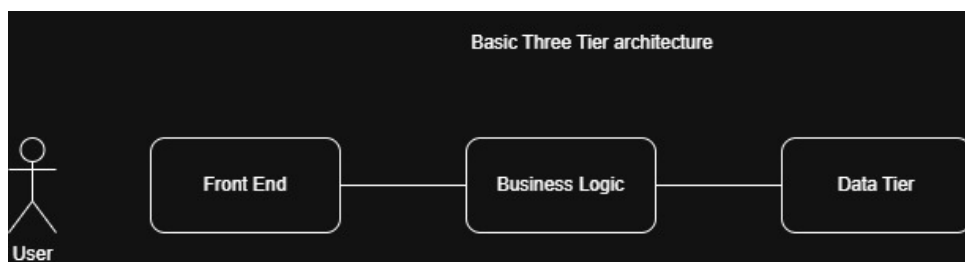 Basic Three Tier architecture
Front End
Business Logic
Data Tier
User